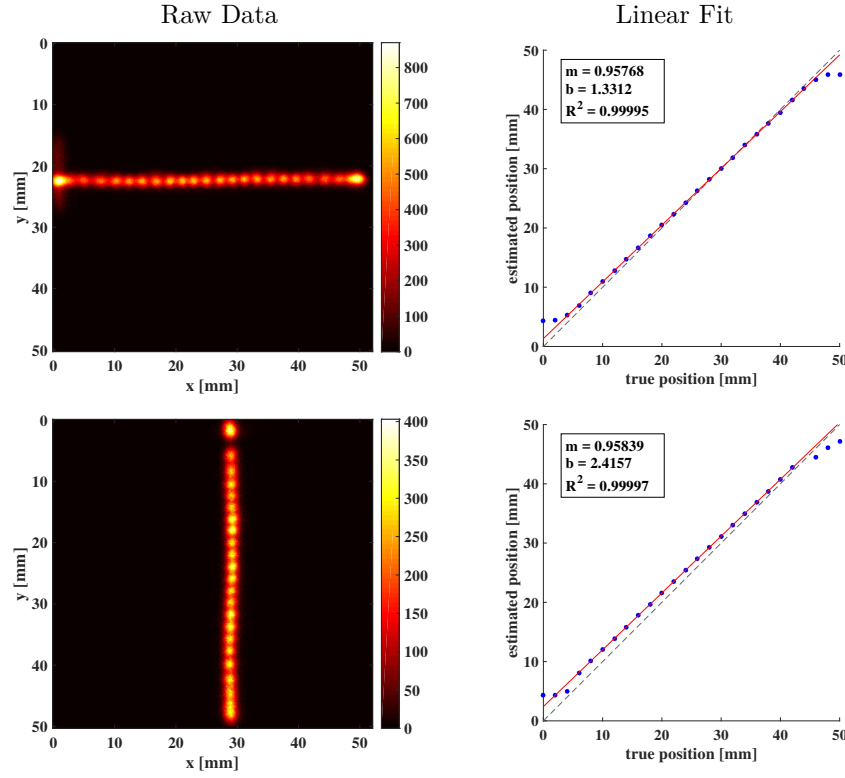 Raw Data
Linear Fit
0
10
20
30
40
50
y [mm]
0 10 20 30 40 50
x [mm]
800
700
600
500
400
300
200
100
0
50
40
30
20
10
0
estimated position [mm]
m = 0.95768
b = 1.3312
R² = 0.99995
0 10 20 30 40 50
true position [mm]
0
10
20
30
40
50
y [mm]
0 10 20 30 40 50
x [mm]
400
350
300
250
200
150
100
50
0
50
40
30
20
10
0
estimated position [mm]
m = 0.95839
b = 2.4157
R² = 0.99997
0 10 20 30 40 50
true position [mm]